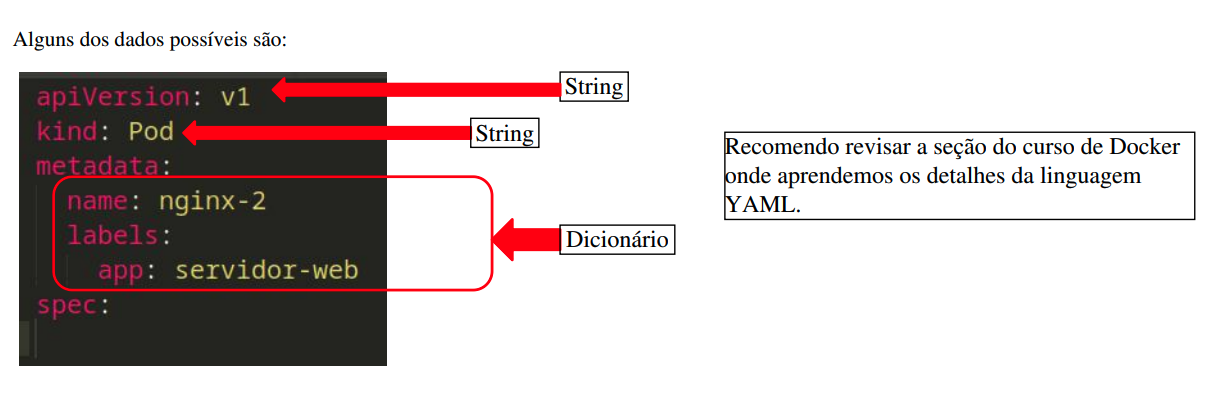 Alguns dos dados possíveis são:
apiVersion: v1
kind: Pod
metadata:
name: nginx-2
labels:
app: servidor-web
spec:
String
String
Dicionário
Recomendo revisar a seção do curso de Docker
onde aprendemos os detalhes da linguagem
YAML.